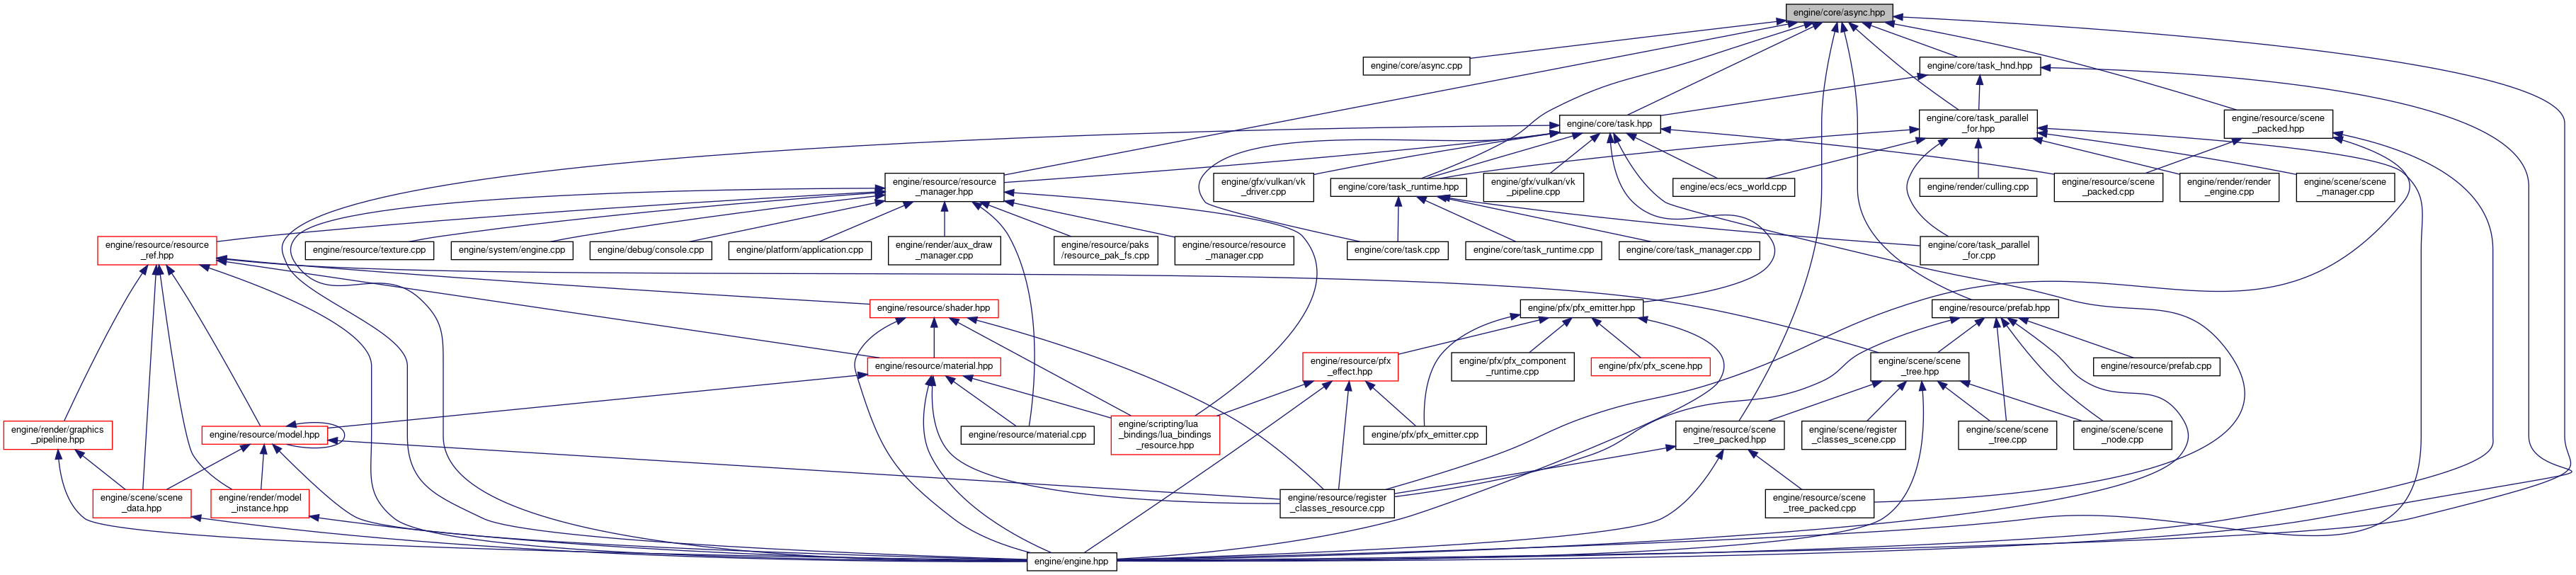 engine/core/async.hpp
engine/core/async.cpp
engine/core/task_hnd.hpp
engine/core/task.hpp
engine/core/task_parallel
_for.hpp
engine/resource/scene
_packed.hpp
engine/resource/resource
_manager.hpp
engine/gfx/vulkan/vk
_driver.cpp
engine/core/task_runtime.hpp
engine/gfx/vulkan/vk
_pipeline.cpp
engine/ecs/ecs_world.cpp
engine/render/culling.cpp
engine/resource/scene
_packed.cpp
engine/render/render
_engine.cpp
engine/scene/scene
_manager.cpp
engine/resource/resource
_ref.hpp
engine/resource/texture.cpp
engine/system/engine.cpp
engine/debug/console.cpp
engine/platform/application.cpp
engine/render/aux_draw
_manager.cpp
engine/resource/paks
/resource_pak_fs.cpp
engine/resource/resource
_manager.cpp
engine/core/task.cpp
engine/core/task_runtime.cpp
engine/core/task_manager.cpp
engine/core/task_parallel
_for.cpp
engine/resource/shader.hpp
engine/pfx/pfx_emitter.hpp
engine/resource/prefab.hpp
engine/resource/material.hpp
engine/resource/pfx
_effect.hpp
engine/pfx/pfx_component
_runtime.cpp
engine/pfx/pfx_scene.hpp
engine/scene/scene
_tree.hpp
engine/resource/prefab.cpp
engine/render/graphics
_pipeline.hpp
engine/resource/model.hpp
engine/resource/material.cpp
engine/scripting/lua
_bindings/lua_bindings
_resource.hpp
engine/pfx/pfx_emitter.cpp
engine/resource/scene
_tree_packed.hpp
engine/scene/register
_classes_scene.cpp
engine/scene/scene
_tree.cpp
engine/scene/scene
_node.cpp
engine/scene/scene
_data.hpp
engine/render/model
_instance.hpp
engine/resource/register
_classes_resource.cpp
engine/resource/scene
_tree_packed.cpp
engine/engine.hpp